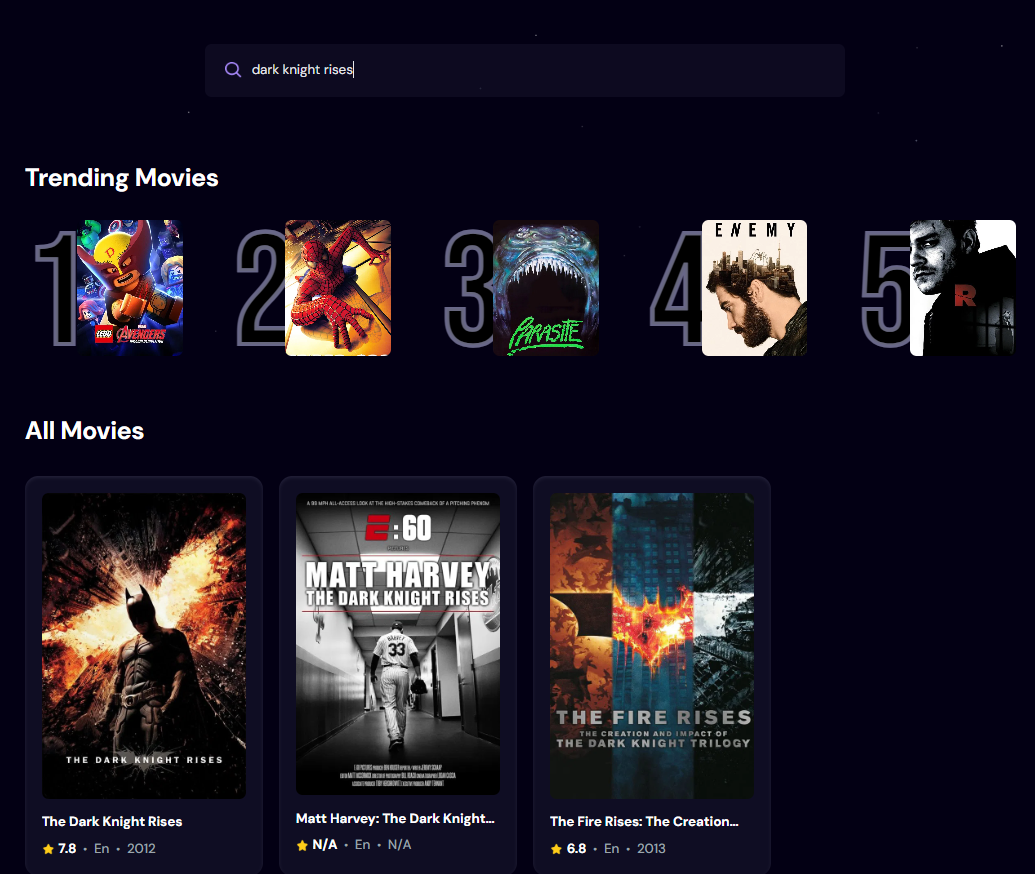 dark knight rises
Trending Movies
1
2
3
4
5
LEGO
AVENGERS
PARASITE
ENEMY
R
All Movies
THE DARK KNIGHT RISES
A 99 MPH ALL-ACCESS LOOK AT THE HIGH-STAKES COMEBACK OF A PITCHING PHENOM
E:60
MATT HARVEY
THE DARK KNIGHT RISES
HARVEY
33
THE FIRE RISES
THE CREATION AND IMPACT OF
THE DARK KNIGHT TRILOGY
The Dark Knight Rises
7.8 • En • 2012
Matt Harvey: The Dark Knight...
N/A • En • N/A
The Fire Rises: The Creation...
6.8 • En • 2013